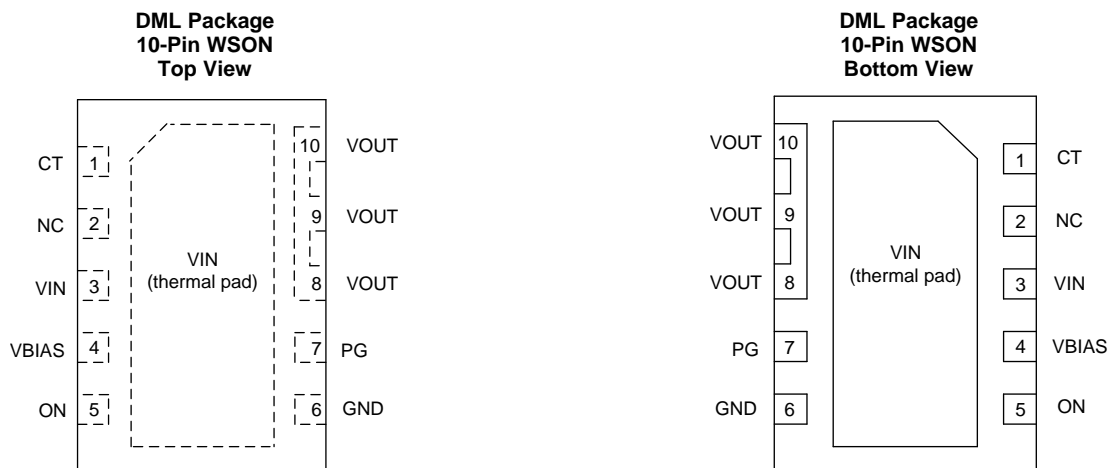 DML Package
10-Pin WSON
Top View
CT 1
NC 2
VIN 3
VBIAS 4
ON 5
VIN
(thermal pad)
10 VOUT
9 VOUT
8 VOUT
7 PG
6 GND
DML Package
10-Pin WSON
Bottom View
VOUT 10
VOUT 9
VOUT 8
PG 7
GND 6
VIN
(thermal pad)
1 CT
2 NC
3 VIN
4 VBIAS
5 ON